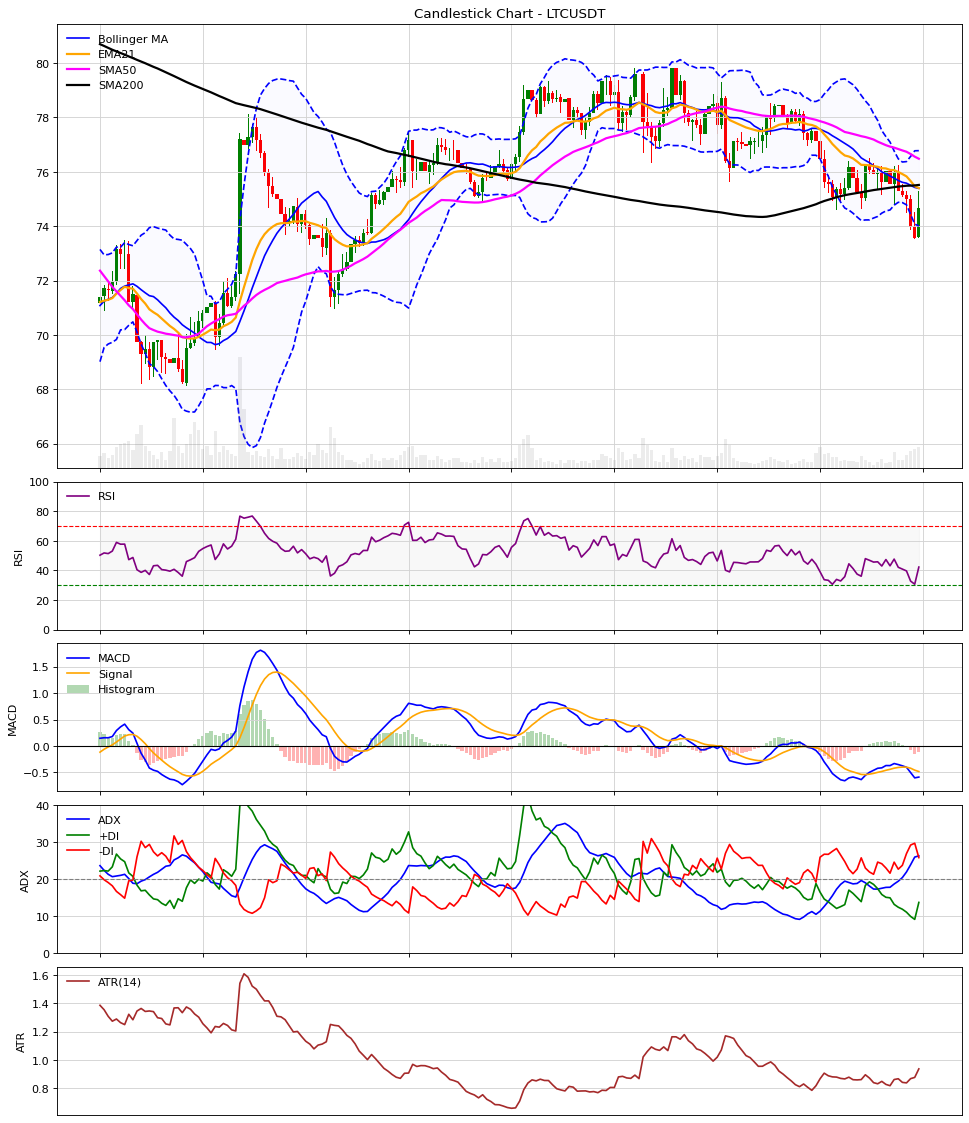 Candlestick Chart - LTCUSDT
Bollinger MA
EMA21
SMA50
SMA200
80
78
76
74
72
70
68
66
RSI
100
80
60
40
20
0
RSI
MACD
Signal
Histogram
1.5
1.0
0.5
0.0
−0.5
MACD
ADX
+DI
-DI
40
30
20
10
0
ADX
ATR(14)
1.6
1.4
1.2
1.0
0.8
ATR